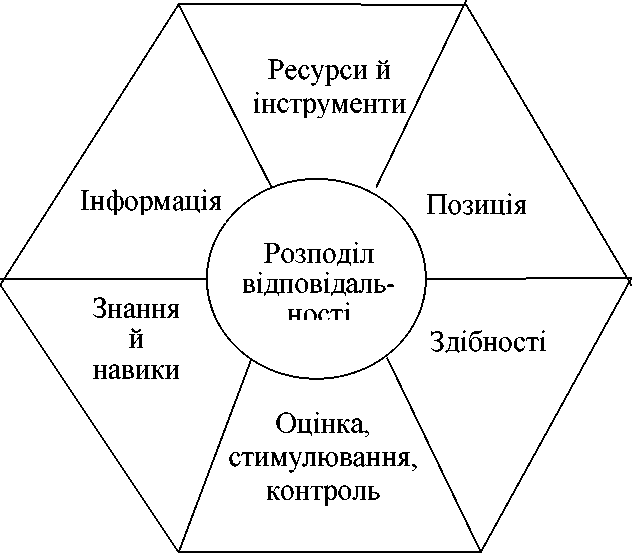 Ресурси й
інструменти
Інформація
Позиція
Розподіл
відповідаль-
ності
Знання
й
навики
Здібності
Оцінка,
стимулювання,
контроль